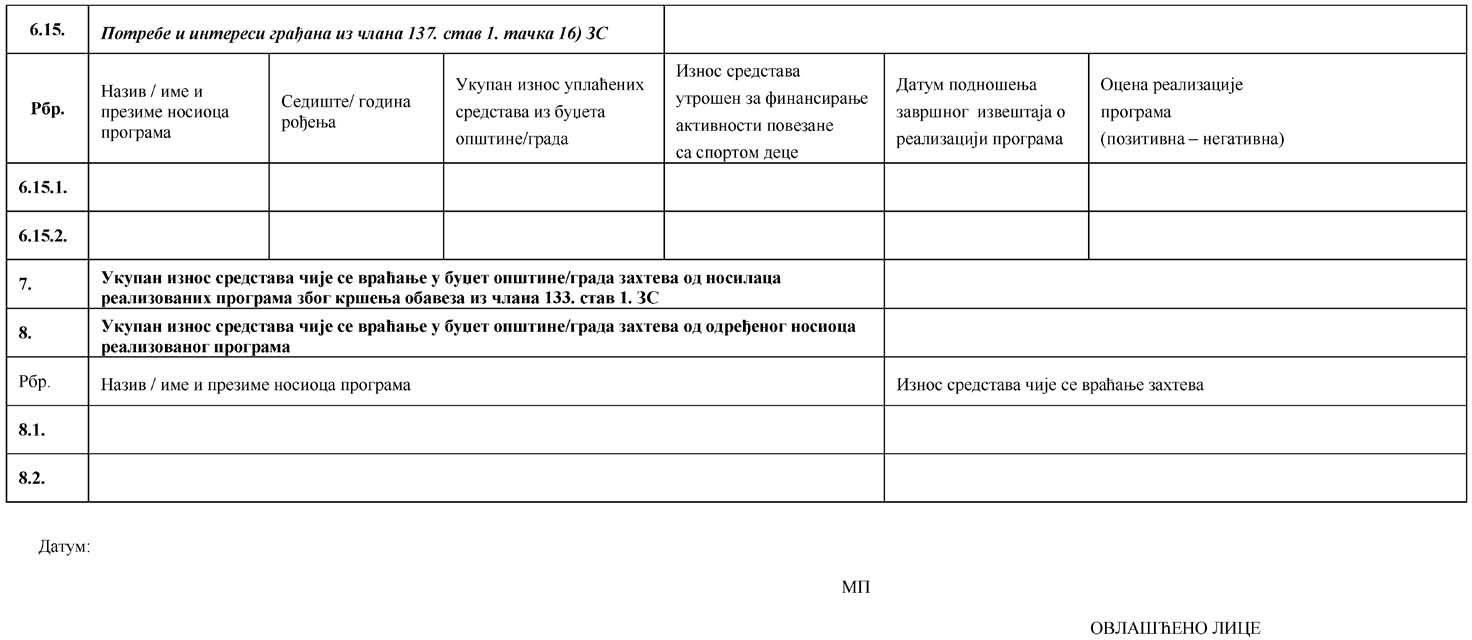 6.15. Потребе и интереси грађана из члана 137. став 1. тачка 16) ЗС
Рбр.
Назив / име и
презиме носиоца
програма
Седиште/ година
рођења
Укупан износ уплаћених
средстава из буџета
општине/града
Износ средстава
утрошен за финансирање
активности повезане
са спортом деце
Датум подношења
завршног извештаја о
реализацији програма
Оцена реализације
програма
(позитивна – негативна)
6.15.1.
6.15.2.
7.
Укупан износ средстава чије се враћање у буџет општине/града захтева од носилаца
реализованих програма због кршења обавеза из члана 133. став 1. ЗС
8.
Укупан износ средстава чије се враћање у буџет општине/града захтева од одређеног носиоца
реализованог програма
Рбр. Назив / име и презиме носиоца програма Износ средстава чије се враћање захтева
8.1.
8.2.
Датум:
МП
ОВЛАШЋЕНО ЛИЦЕ